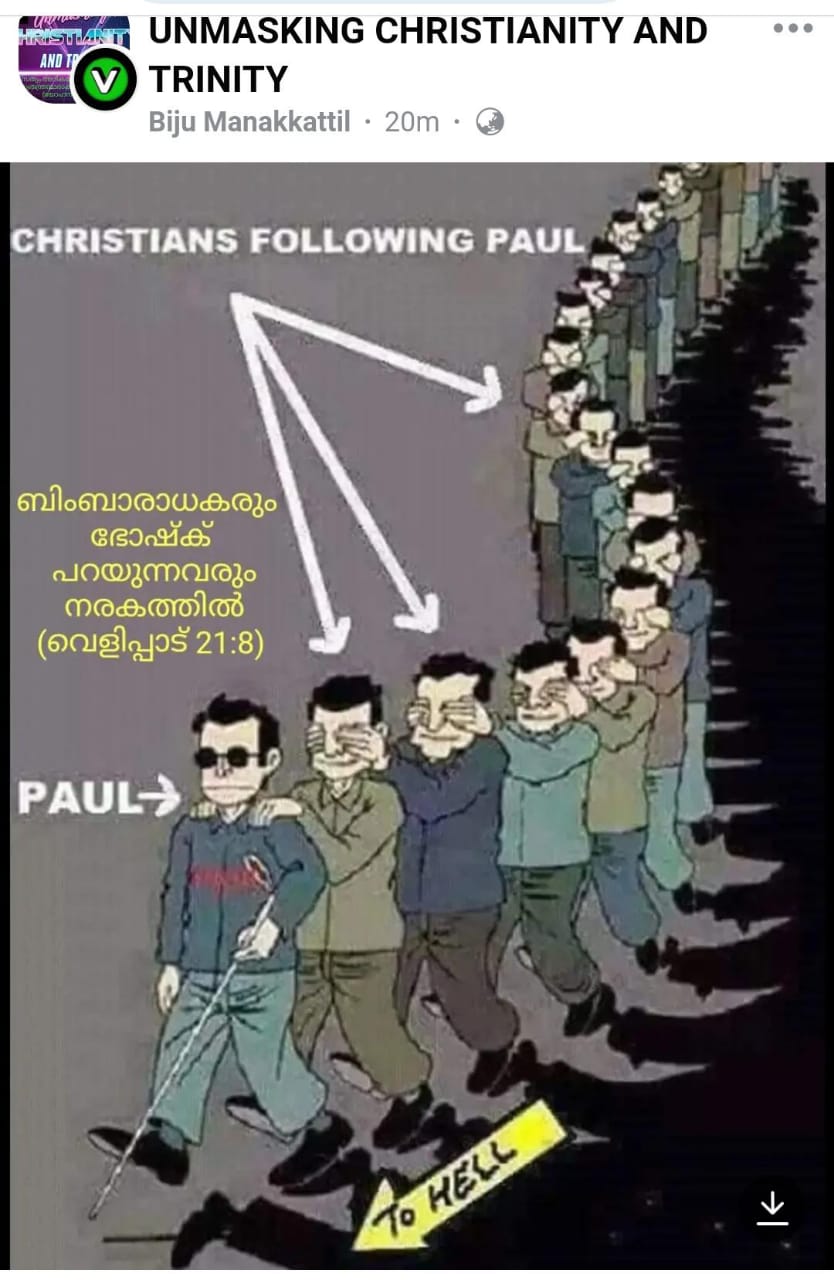 UNMASKING CHRISTIANITY AND
TRINITY
AND
Biju Manakkattil · 20m ·
CHRISTIANS FOLLOWING PAUL
ബിംബാരാധകരും
ഭോഷ്ക്
പറയുന്നവരും
നരകത്തിൽ
(വെളിപ്പാട് 21:8)
PAUL→
TO HELL